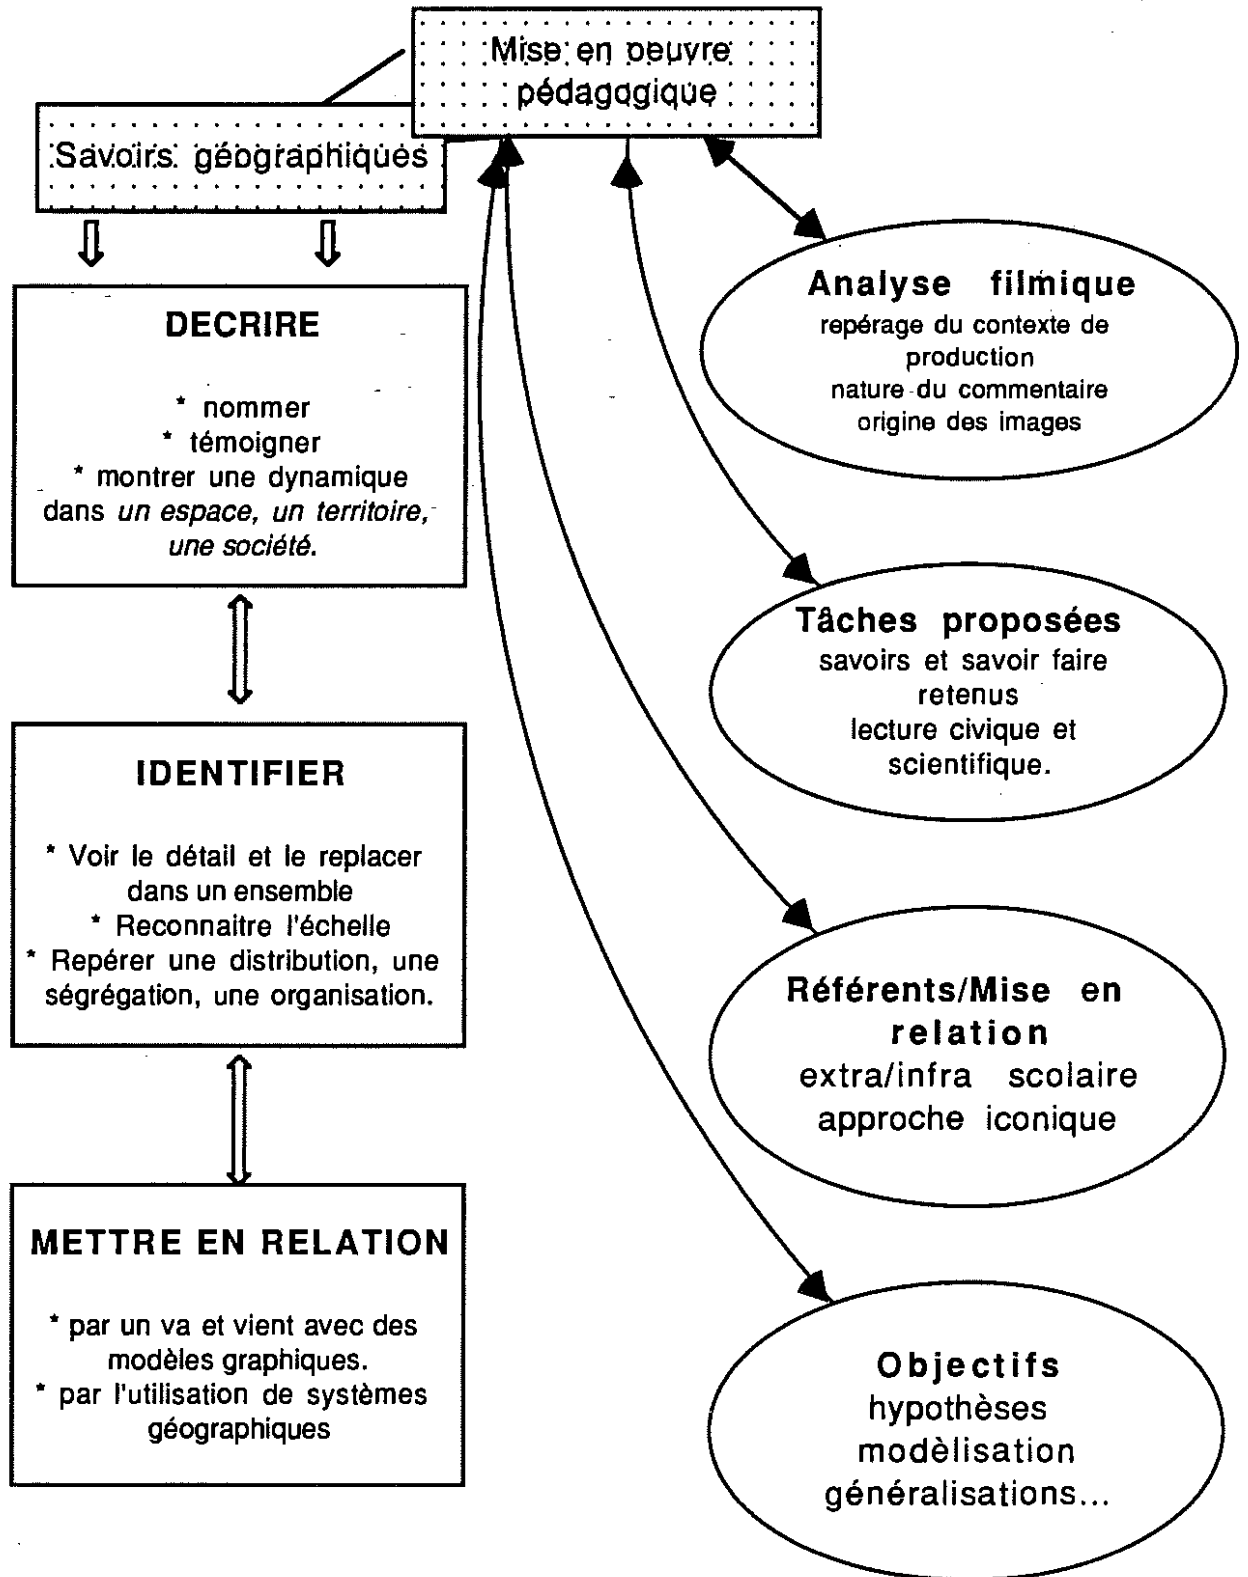 Mise en oeuvre
pédagogique
Savoirs géographiques
DECRIRE
* nommer
* témoigner
* montrer une dynamique
dans un espace, un territoire,
une société.
IDENTIFIER
* Voir le détail et le replacer
dans un ensemble
* Reconnaitre l'échelle
* Repérer une distribution, une
ségrégation, une organisation.
METTRE EN RELATION
* par un va et vient avec des
modèles graphiques.
* par l'utilisation de systèmes
géographiques
Analyse filmique
repérage du contexte de
production
nature du commentaire
origine des images
Tâches proposées
savoirs et savoir faire
retenus
lecture civique et
scientifique.
Référents/Mise en
relation
extra/infra scolaire
approche iconique
Objectifs
hypothèses
modèlisation
généralisations...